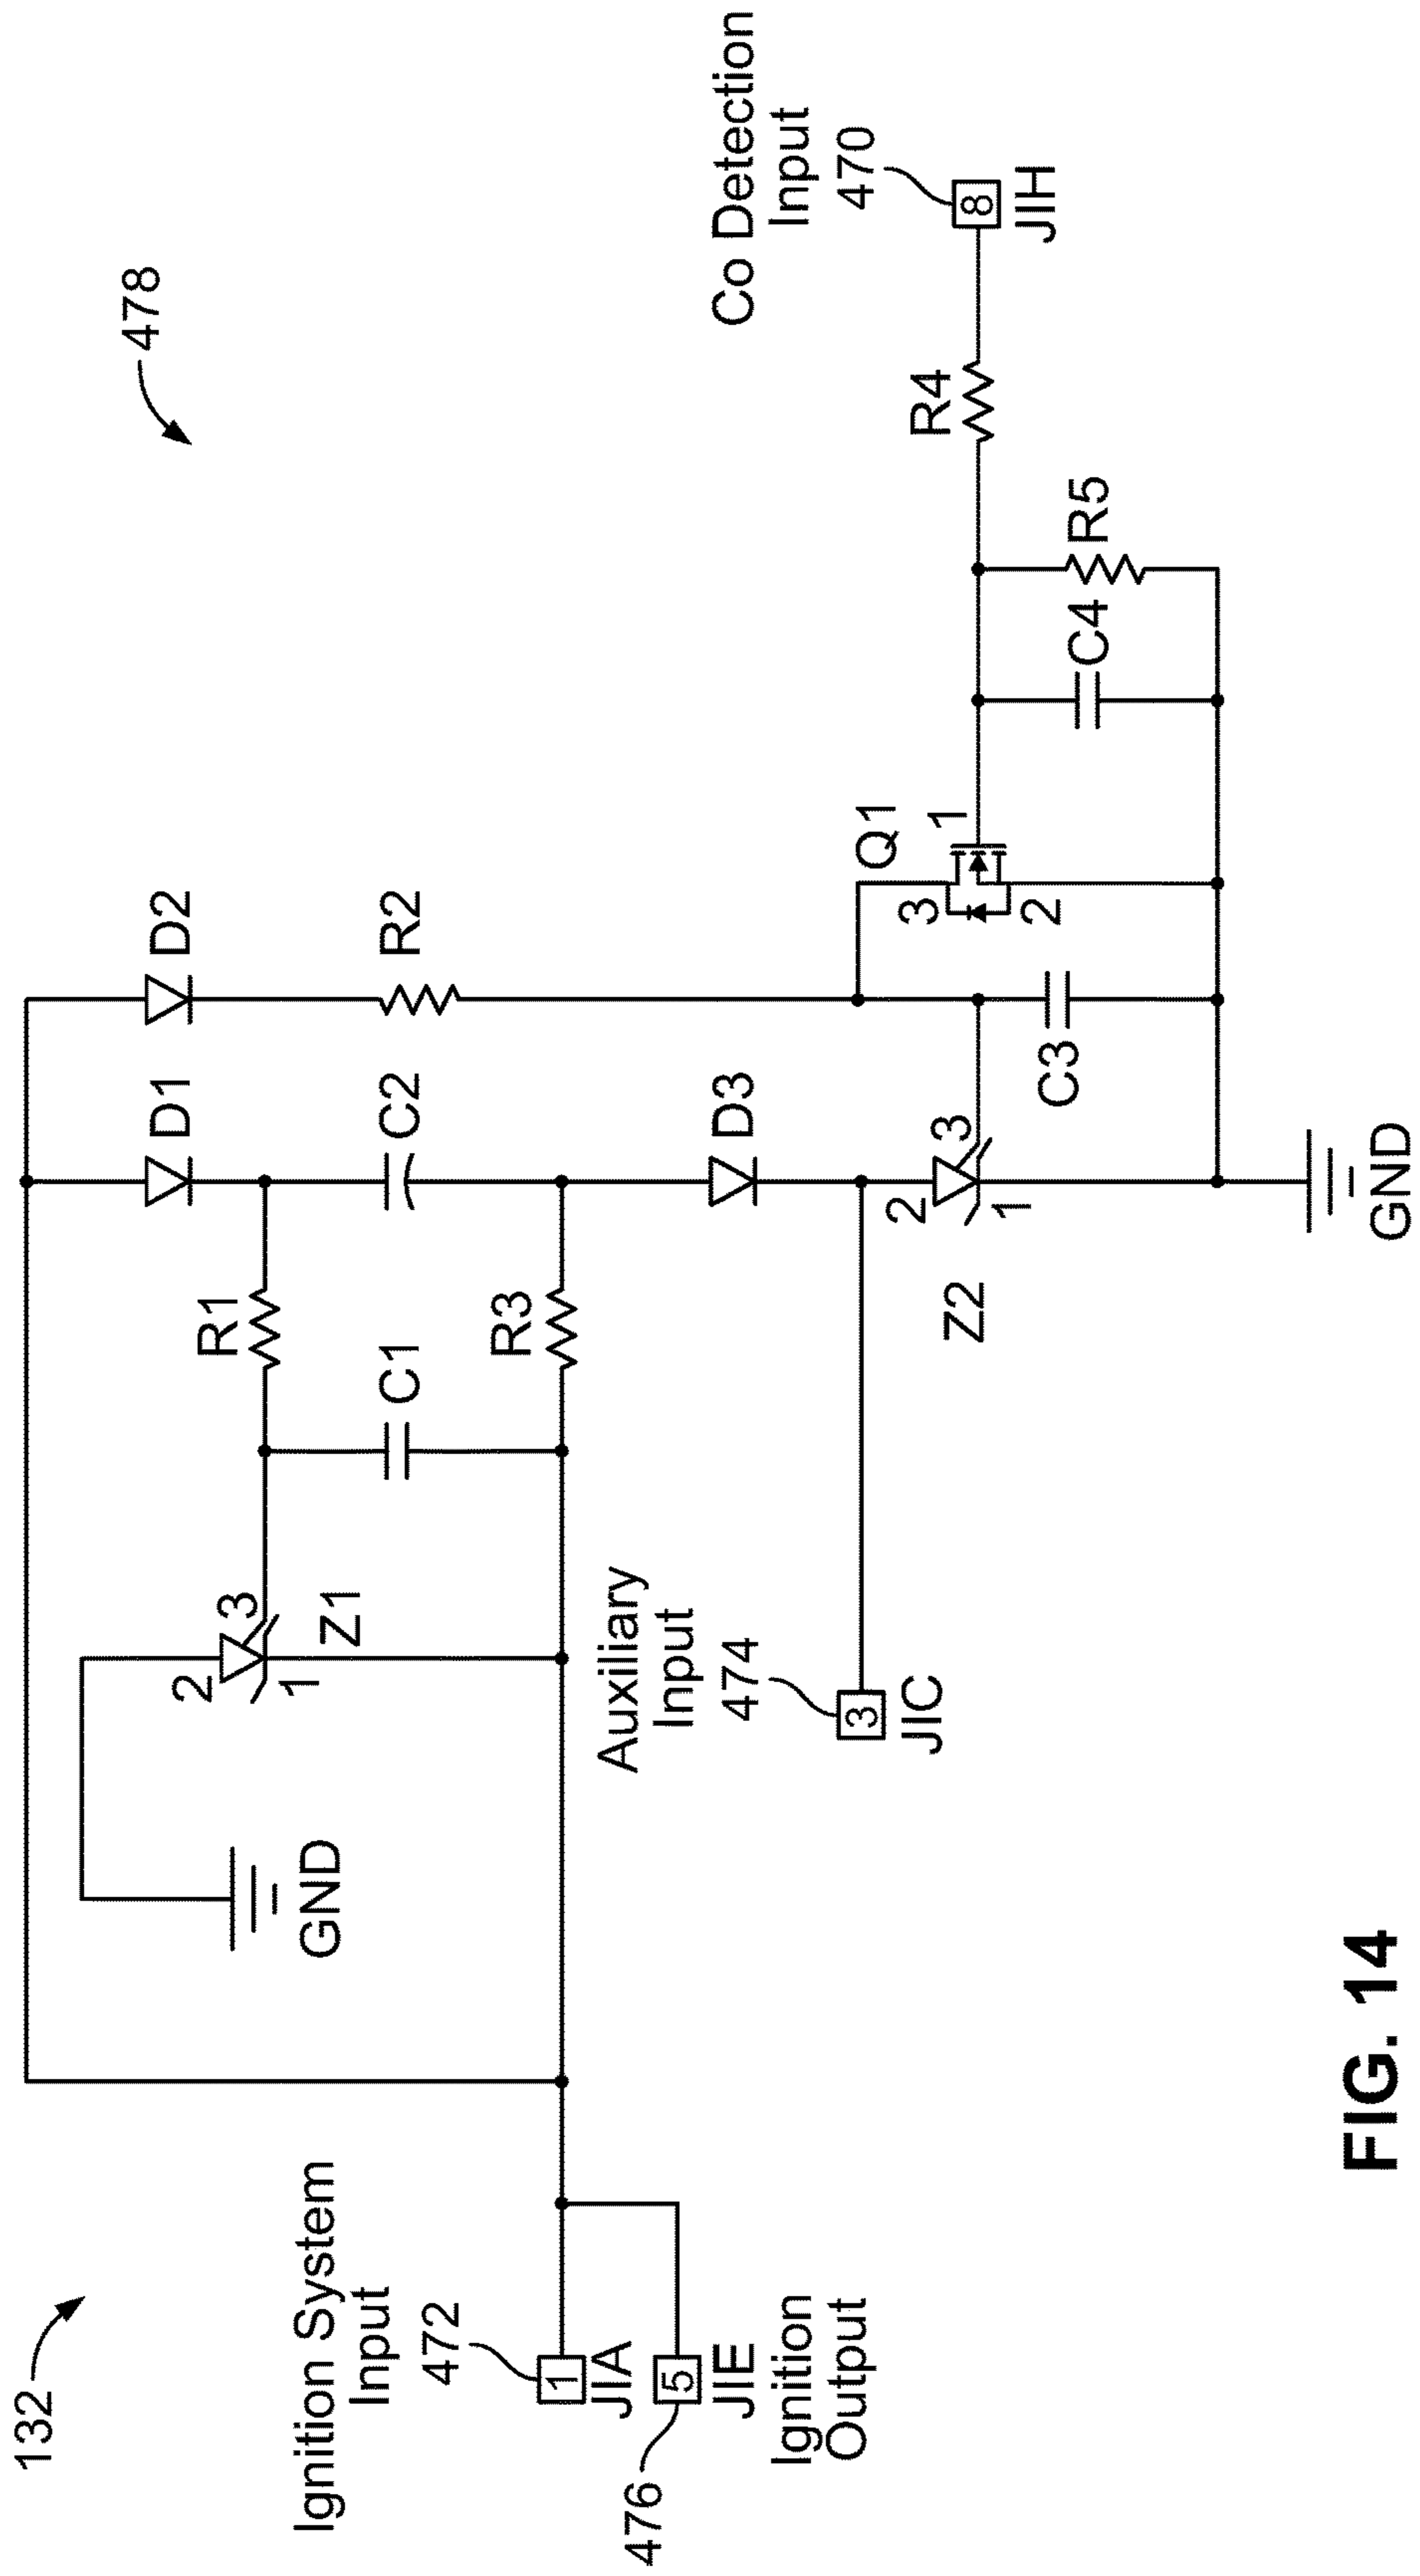 132
478
Ignition System
Input
472
1
JIA
476
5
JIE
Ignition
Output
GND
2
3
1
Z1
R1
C1
R3
D1
C2
D2
R2
D3
Auxiliary
Input
474
3
JIC
2
3
1
Z2
C3
GND
Q1
3
1
2
C4
R5
R4
Co Detection
Input
470
8
JIH
FIG. 14